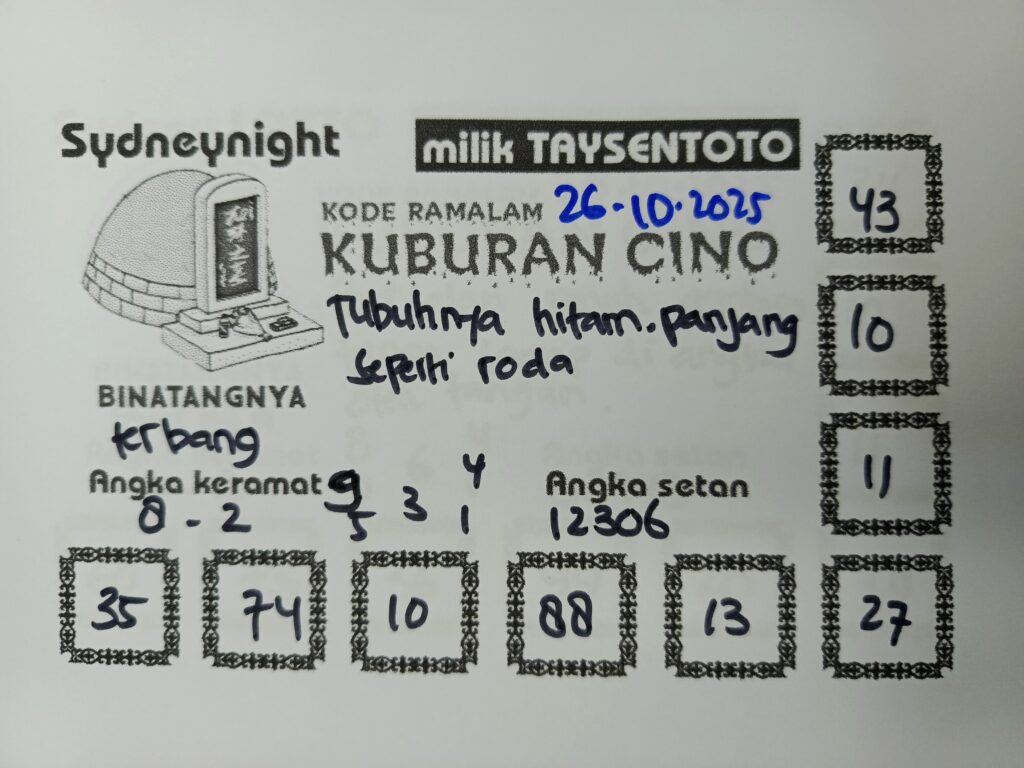 Sydneynight
milik TAYSENTOTO
KODE RAMALAM 26-10-2025
KUBURAN CINO
Tubuhnya hitam.panjang
seperti roda
BINATANGNYA
terbang
Angka keramat
8 - 2
9 4
5 3 1
Angka setan
12306
43
10
11
35 74 10 88 13 27